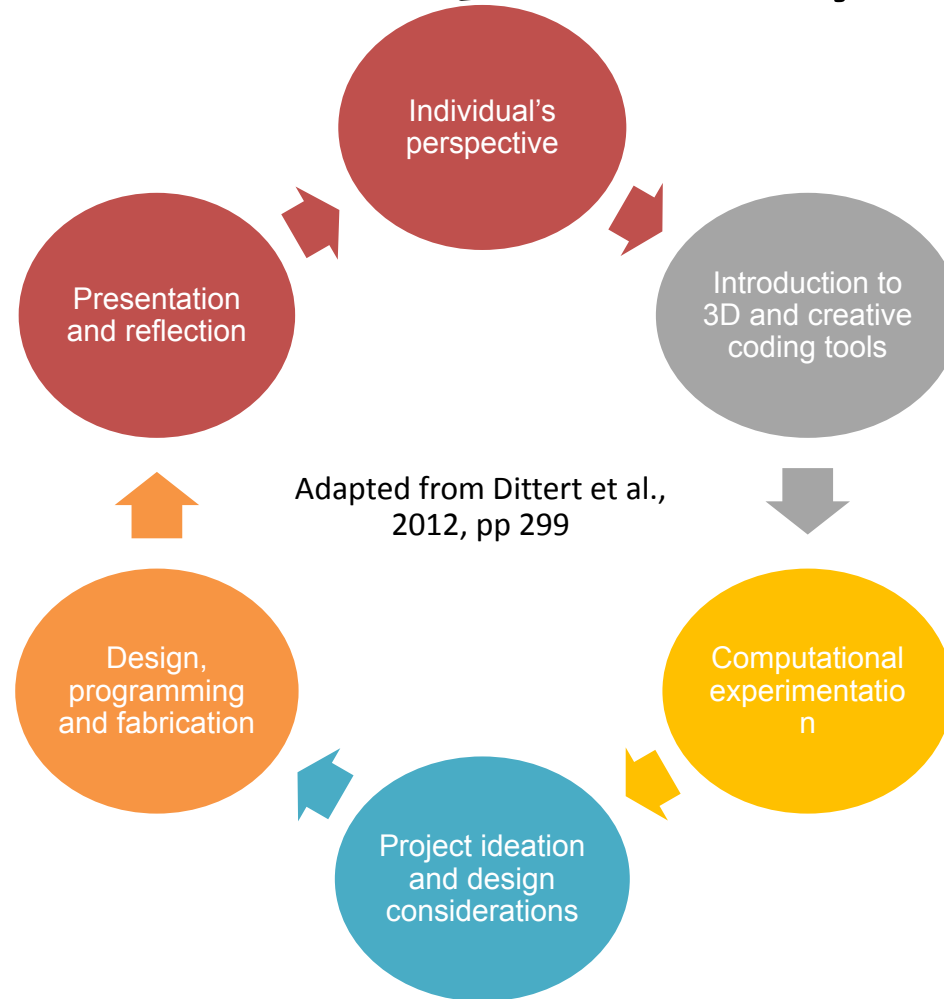 Individual's
perspective
Introduction to
3D and creative
coding tools
Computational
experimentatio
n
Project ideation
and design
considerations
Design,
programming
and fabrication
Presentation
and reflection
Adapted from Dittert et al.,
2012, pp 299